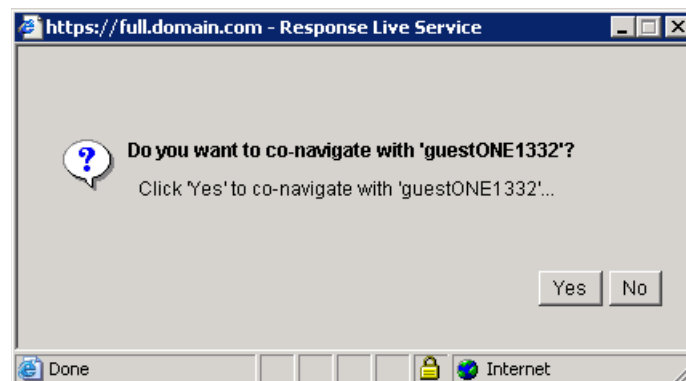 https://full.domain.com - Response Live Service
Do you want to co-navigate with 'guestONE1332'?
Click 'Yes' to co-navigate with 'guestONE1332'...
Yes No
Done Internet